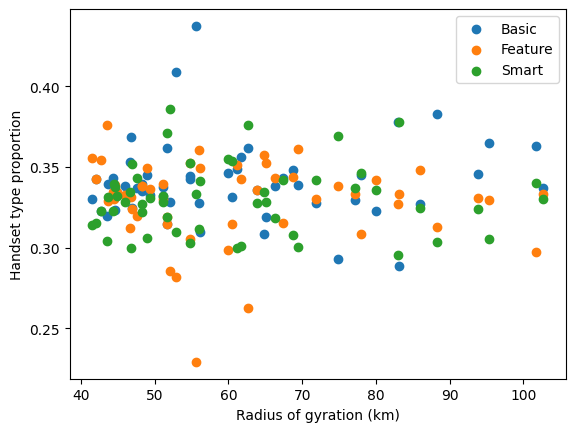 Basic
Feature
Smart
0.40
0.35
0.30
0.25
Handset type proportion
40 50 60 70 80 90 100
Radius of gyration (km)